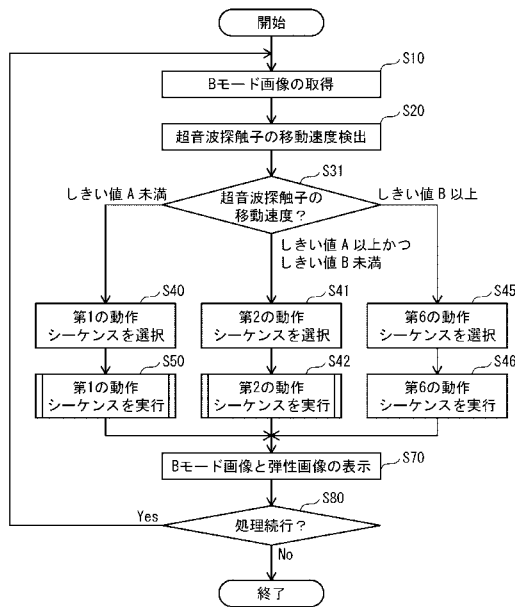 開始
S10
Bモード画像の取得
S20
超音波探触子の移動速度検出
S31
超音波探触子の
移動速度？
しきい値 A 未満
しきい値 B 以上
しきい値 A 以上かつ
しきい値 B 未満
S40
第1の動作
シーケンスを選択
S41
第2の動作
シーケンスを選択
S45
第6の動作
シーケンスを選択
S50
第1の動作
シーケンスを実行
S42
第2の動作
シーケンスを実行
S46
第6の動作
シーケンスを実行
S70
Bモード画像と弾性画像の表示
S80
処理続行？
Yes
No
終了